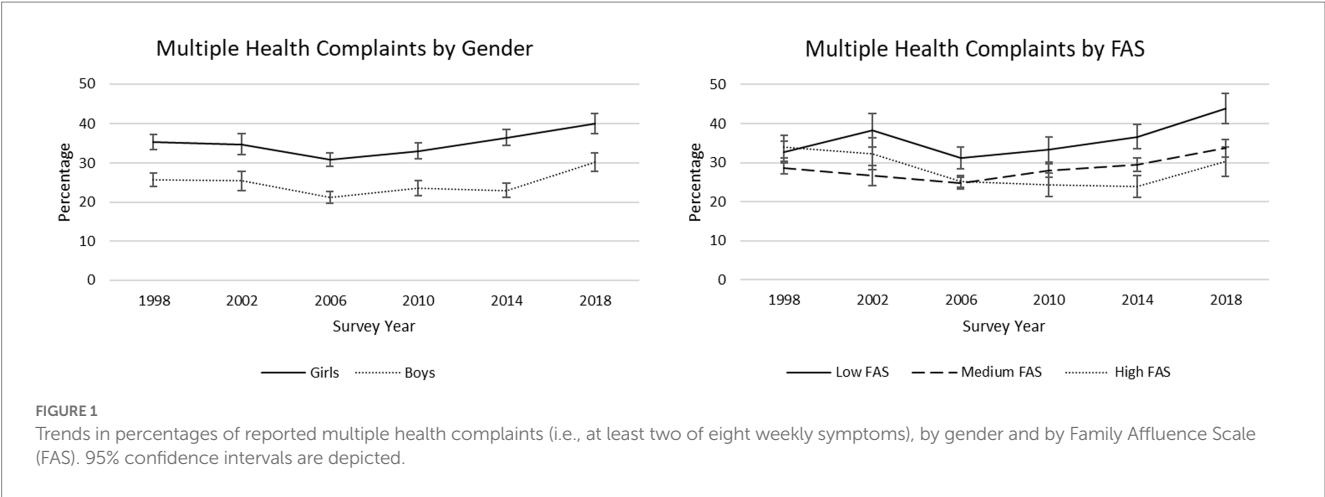 Multiple Health Complaints by Gender
50
40
30
20
10
0
Percentage
1998 2002 2006 2010 2014 2018
Survey Year
Girls Boys
Multiple Health Complaints by FAS
50
40
30
20
10
0
Percentage
1998 2002 2006 2010 2014 2018
Survey Year
Low FAS Medium FAS High FAS
FIGURE 1
Trends in percentages of reported multiple health complaints (i.e., at least two of eight weekly symptoms), by gender and by Family Affluence Scale
(FAS). 95% confidence intervals are depicted.